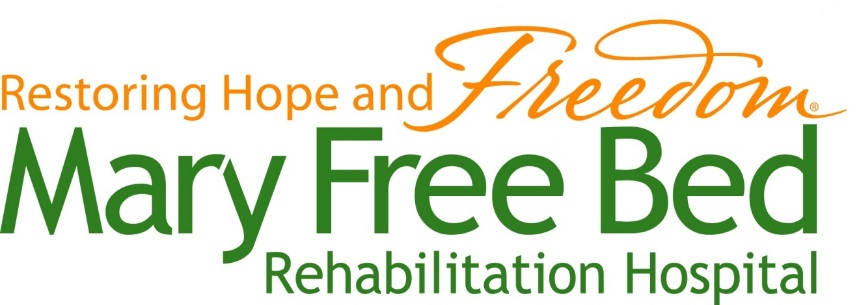 Restoring Hope and Freedom®
Mary Free Bed
Rehabilitation Hospital